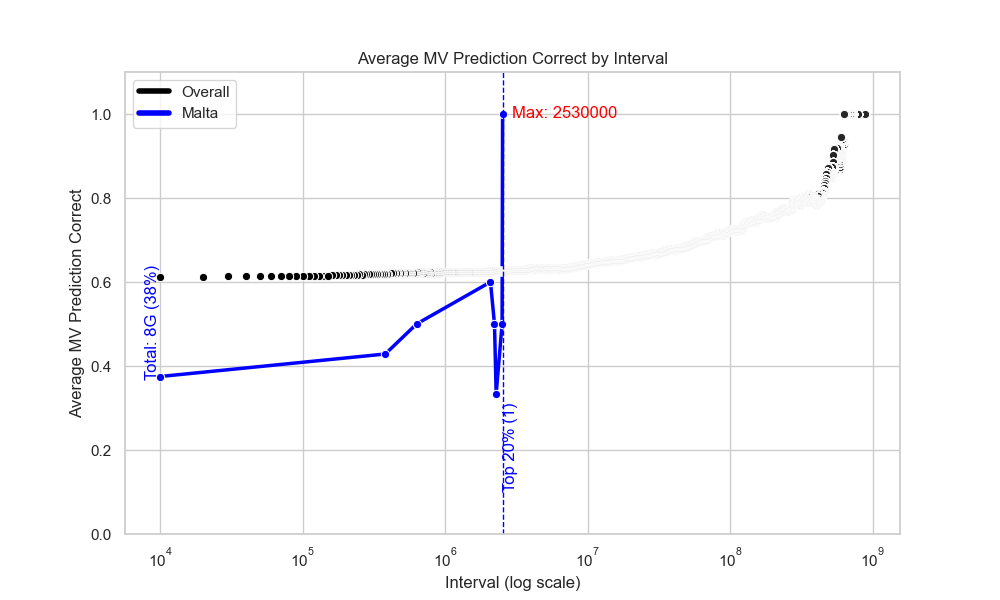 Average MV Prediction Correct by Interval
Overall
Malta
Max: 2530000
Total: 8G (38%)
Top 20% (1)
Average MV Prediction Correct
1.0
0.8
0.6
0.4
0.2
0.0
10^4 10^5 10^6 10^7 10^8 10^9
Interval (log scale)